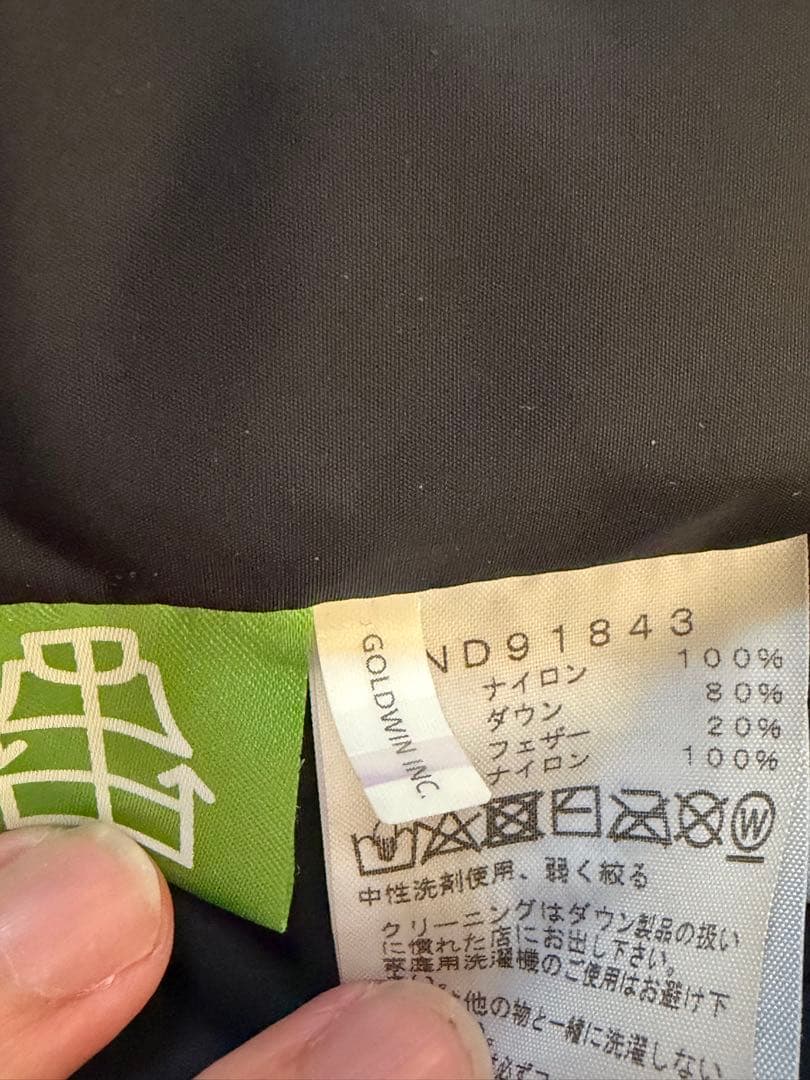 GOLDWIN INC.
ND91843
100%
ナイロン
80%
ダウン
20%
フェザー
100%
ナイロン
W
中性洗剤使用、弱く絞る
クリーニングはダウン製品の扱い
に慣れた店にお出し下さい。
家庭用洗濯機のご使用はお避け下
他の物と一緒に洗濯しない
必ずフ